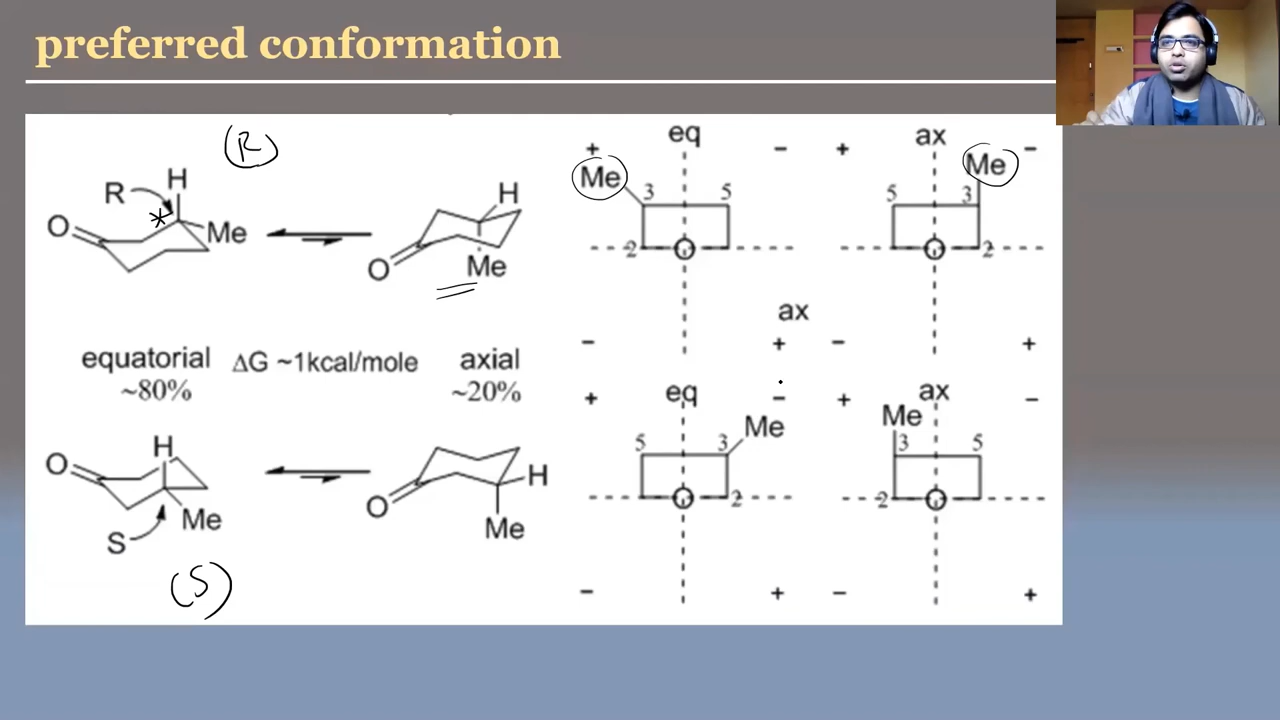 preferred conformation
(R)
R H
* 
O Me
H
O Me
equatorial ΔG ~1kcal/mole axial
~80% ~20%
O H
Me
S
(S)
H
O Me
eq
+ -
Me 3 5
2
- +
ax
+ -
Me
5 3
2
- +
ax
eq
+ -
5 3 Me
2
- +
ax
+ -
Me
3 5
2
- +